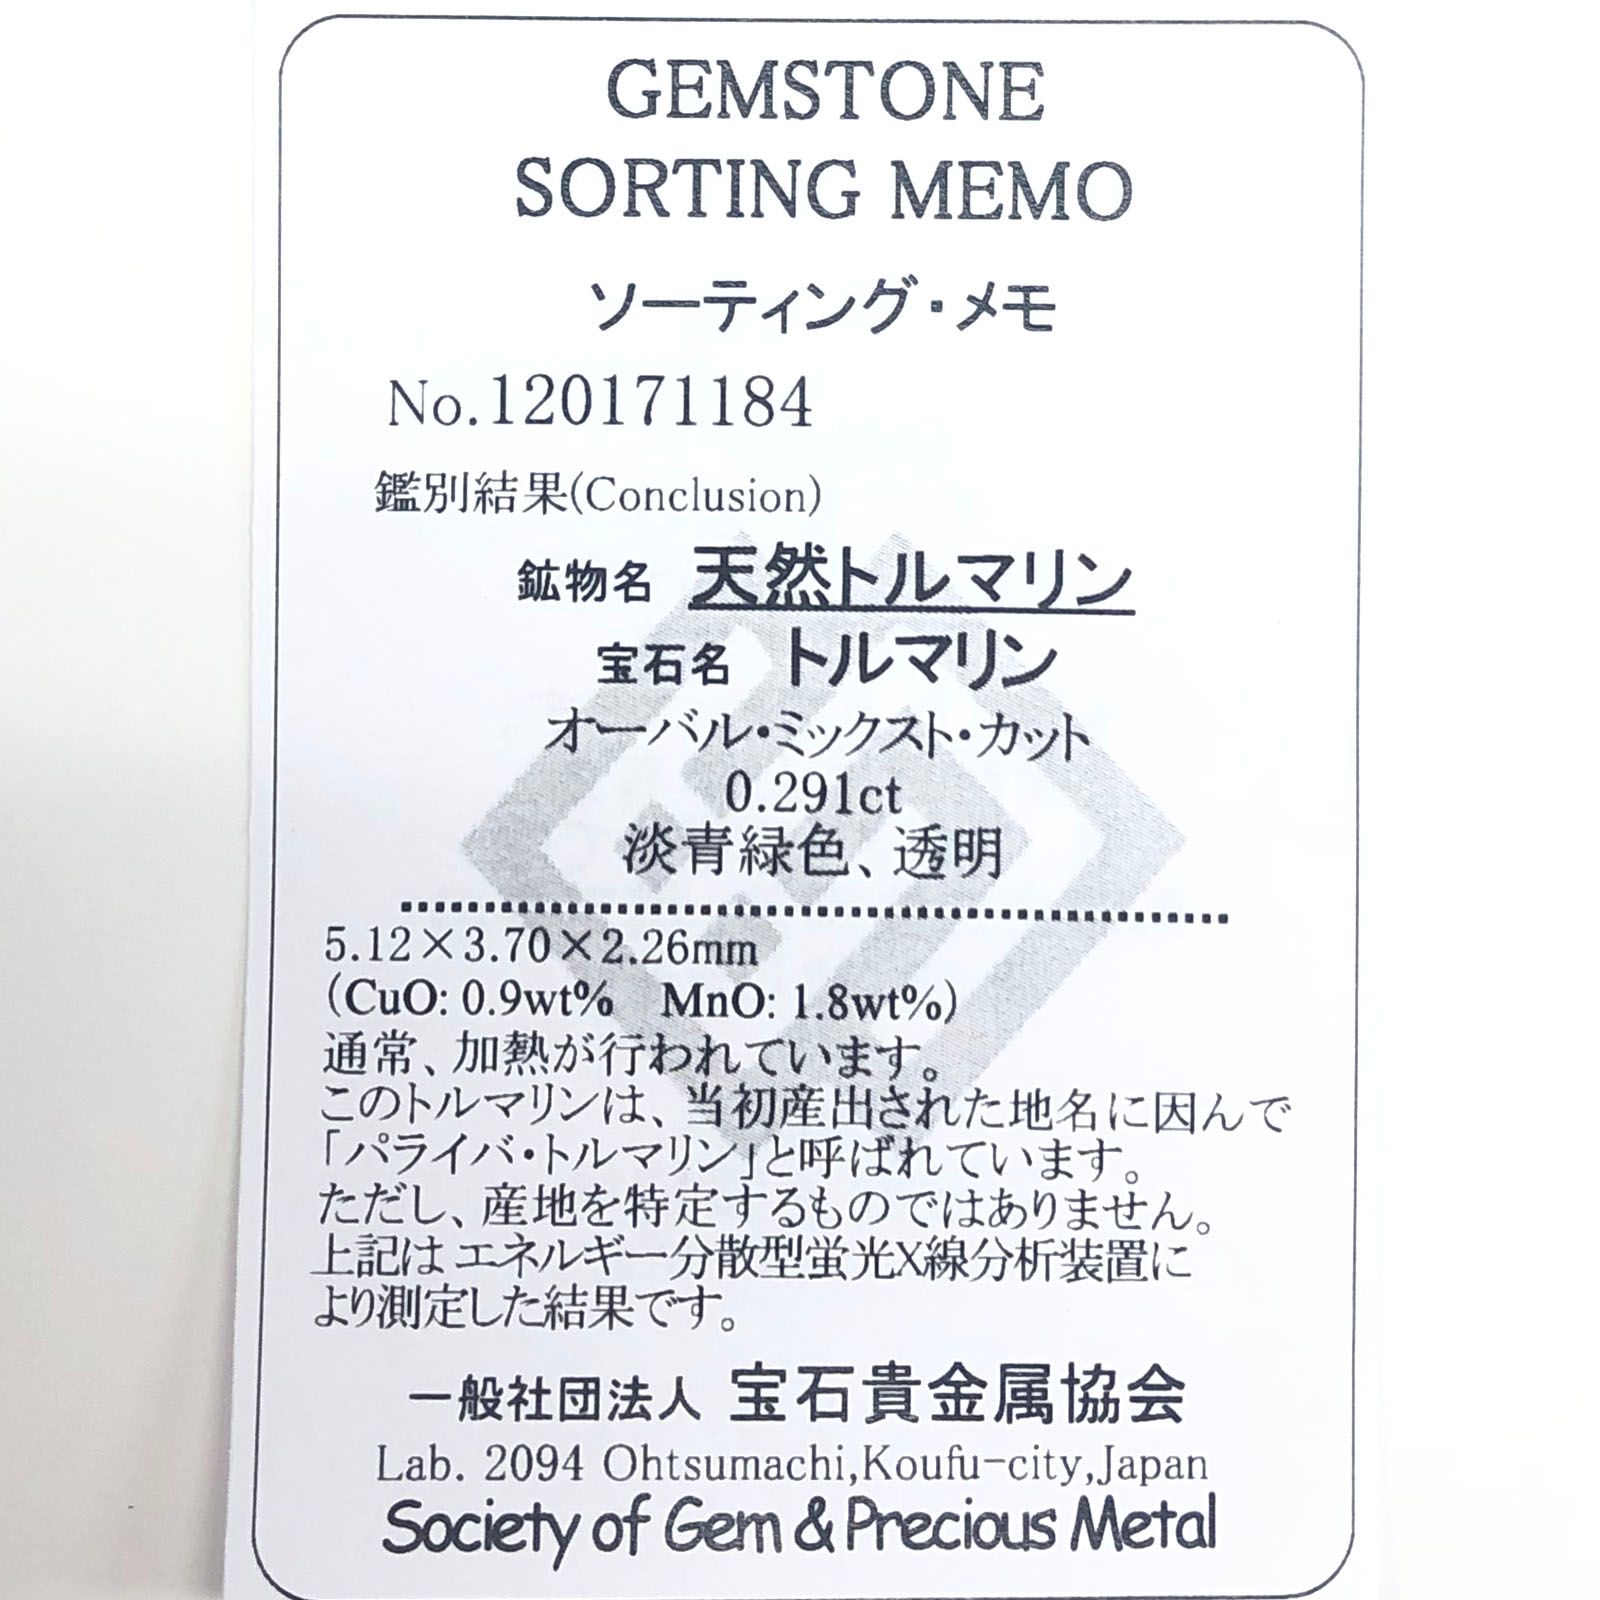 GEMSTONE
SORTING MEMO
ソーティング・メモ
No.120171184
鑑別結果(Conclusion)
鉱物名 天然トルマリン
宝石名 トルマリン
オーバル・ミックスト・カット
0.291ct
淡青緑色、透明
5.12×3.70×2.26mm
(CuO: 0.9wt% MnO: 1.8wt%)
通常、加熱が行われています。
このトルマリンは、当初産出された地名に因んで
「パライバ・トルマリン」と呼ばれています。
ただし、産地を特定するものではありません。
上記はエネルギー分散型蛍光X線分析装置に
より測定した結果です。
一般社団法人 宝石貴金属協会
Lab. 2094 Ohtsumachi,Koufu-city,Japan
Society of Gem & Precious Metal